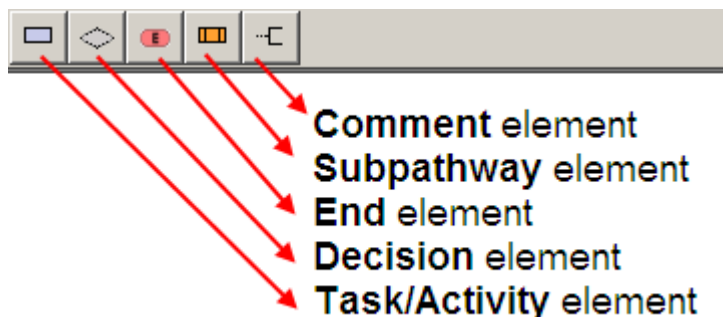 E
Comment element
Subpathway element
End element
Decision element
Task/Activity element